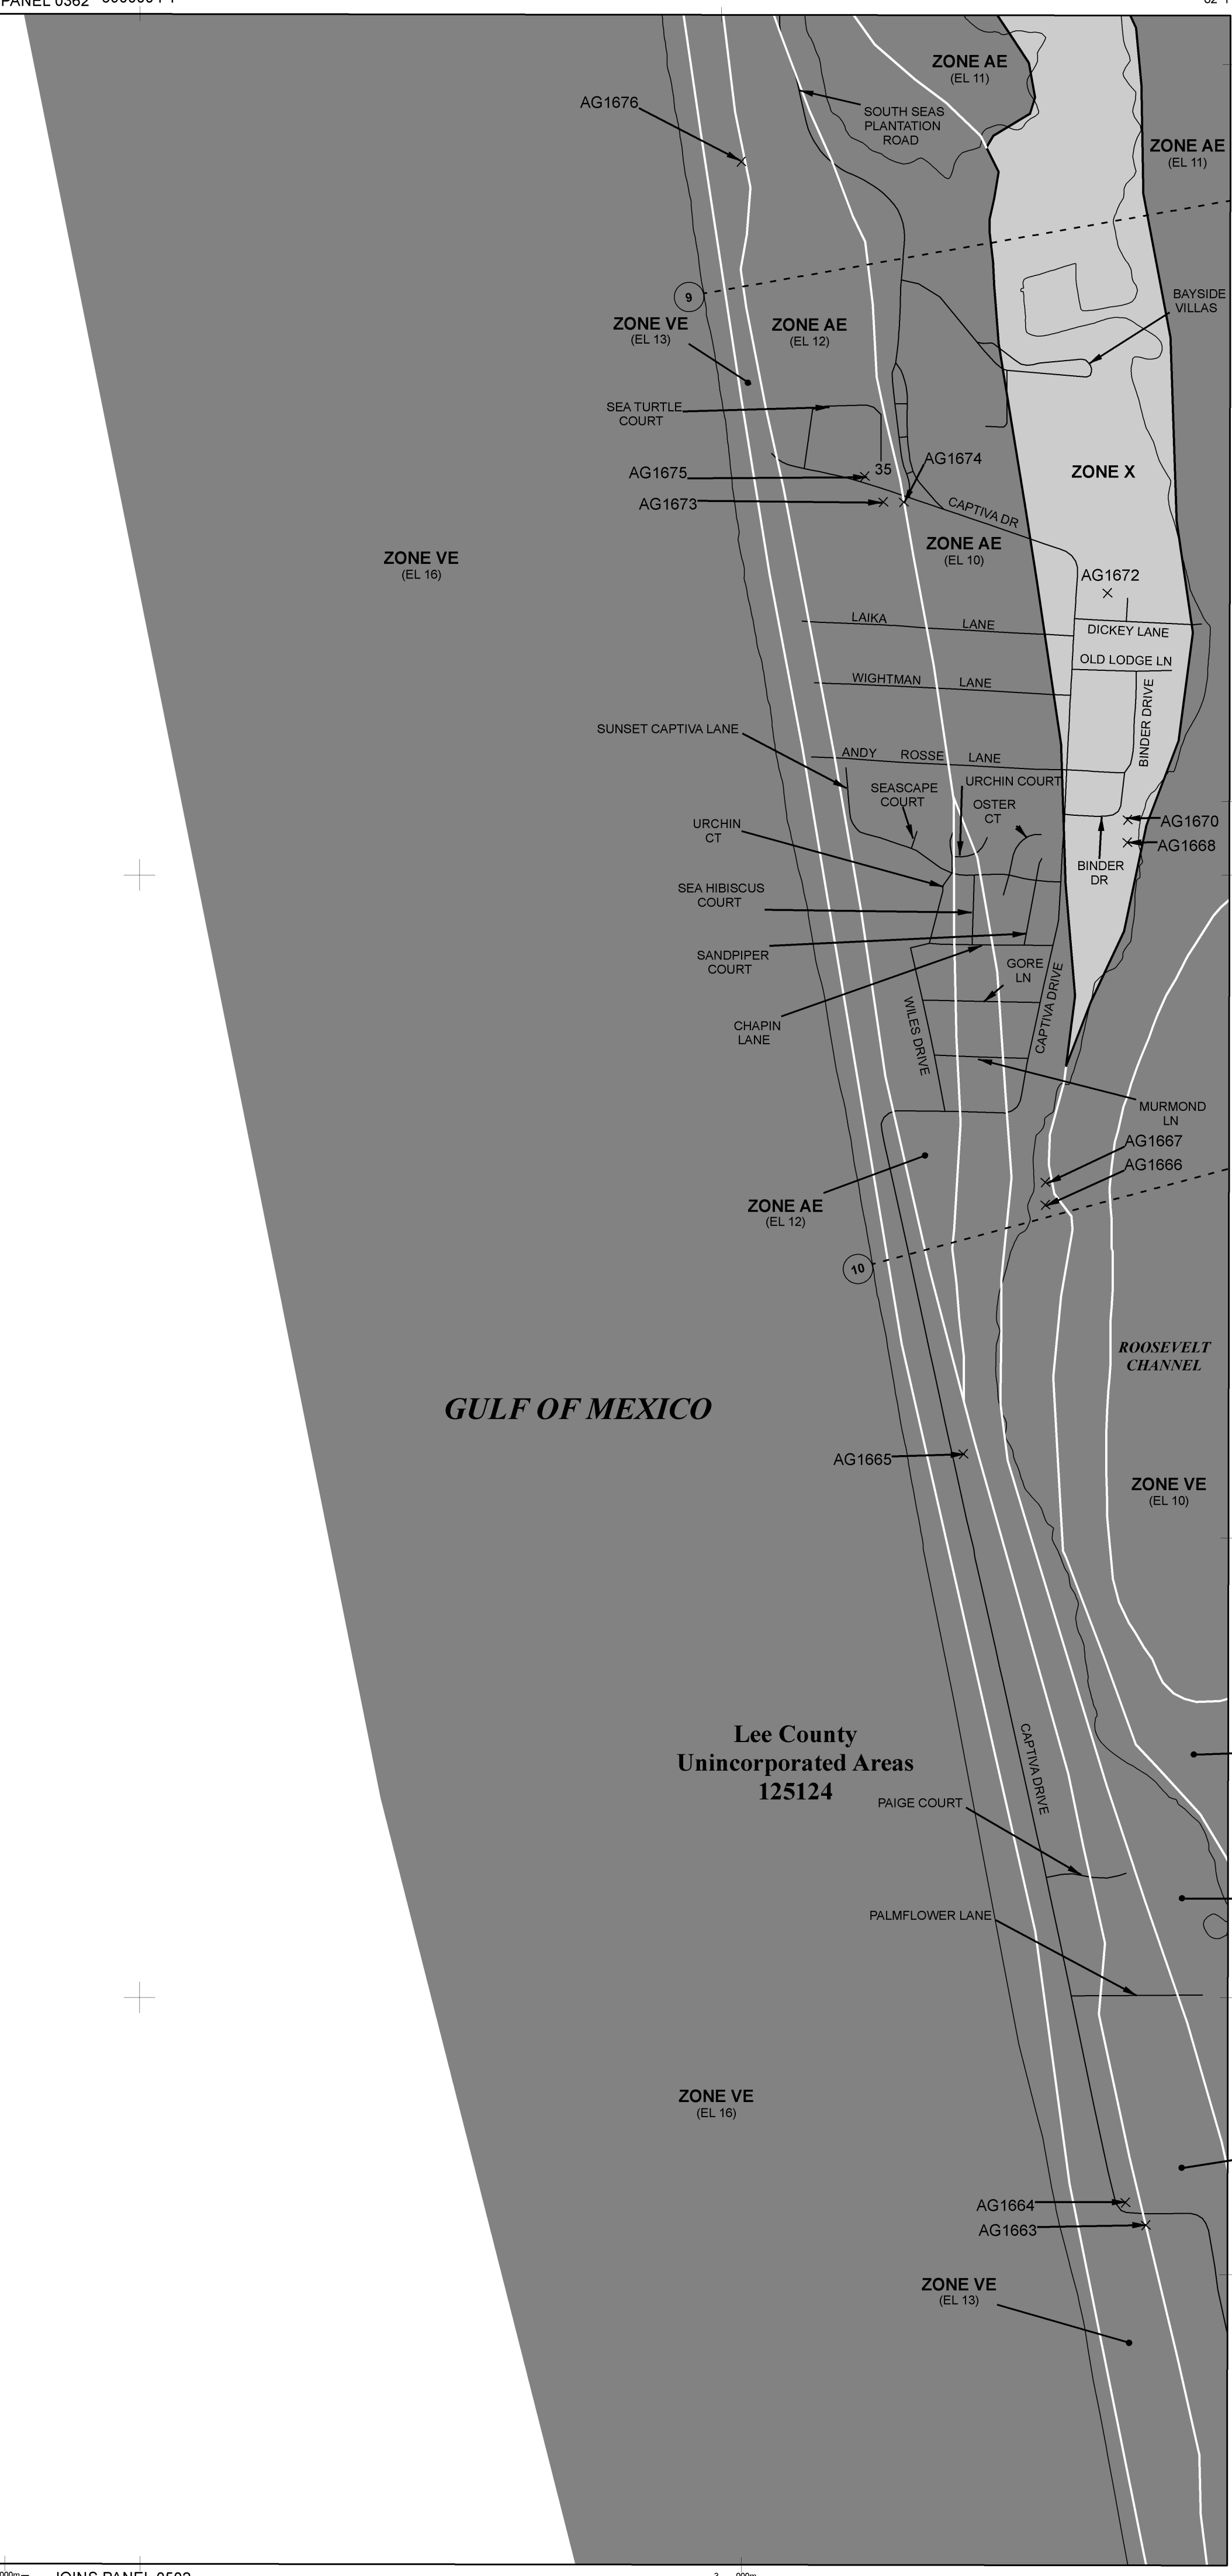 PANEL 0362
ZONE AE
(EL 11)
AG1676
SOUTH SEAS
PLANTATION
ROAD
ZONE AE
(EL 11)
9
BAYSIDE
VILLAS
ZONE VE
(EL 13)
ZONE AE
(EL 12)
SEA TURTLE
COURT
AG1675
35
AG1674
ZONE X
AG1673
CAPTIVA DR
ZONE AE
(EL 10)
ZONE VE
(EL 16)
AG1672
LAIKA LANE
DICKEY LANE
OLD LODGE LN
WIGHTMAN LANE
BINDER DRIVE
SUNSET CAPTIVA LANE
ANDY ROSSE LANE
SEASCAPE
COURT
URCHIN COURT
OSTER
CT
URCHIN
CT
AG1670
AG1668
BINDER
DR
SEA HIBISCUS
COURT
SANDPIPER
COURT
GORE
LN
CHAPIN
LANE
WILES DRIVE
CAPTIVA DRIVE
MURMOND
LN
AG1667
AG1666
ZONE AE
(EL 12)
10
ROOSEVELT
CHANNEL
GULF OF MEXICO
AG1665
ZONE VE
(EL 10)
Lee County
Unincorporated Areas
125124
CAPTIVA DRIVE
PAIGE COURT
PALMFLOWER LANE
ZONE VE
(EL 16)
AG1664
AG1663
ZONE VE
(EL 13)